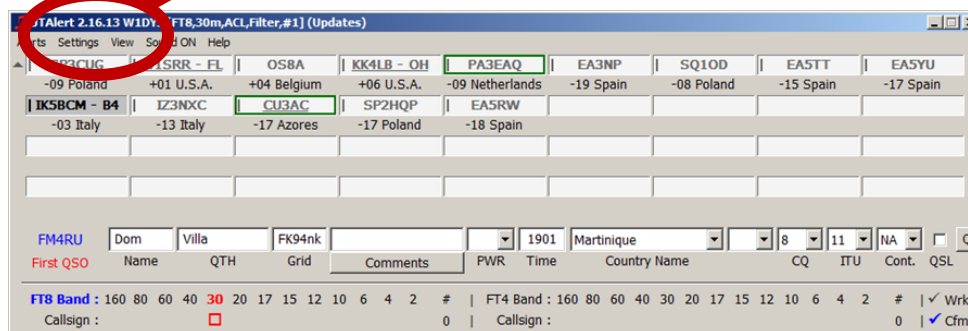 JTAlert 2.16.13 W1DY [FT8,30m,ACL,Filter,#1] (Updates)
Alerts Settings View Sound ON Help
SP3CUG | SRR - FL | OS8A | KK4LB - OH | PA3EAQ | EA3NP | SQ1OD | EA5TT | EA5YU
-09 Poland +01 U.S.A. +04 Belgium +06 U.S.A. -09 Netherlands -19 Spain -08 Poland -15 Spain -17 Spain
| IK5BCM - B4 | IZ3NXC | CU3AC | SP2HQP | EA5RW
-03 Italy -13 Italy -17 Azores -17 Poland -18 Spain
FM4RU Dom Villa FK94nk 1901 Martinique 8 11 NA
First QSO Name QTH Grid Comments PWR Time Country Name CQ ITU Cont. QSL
FT8 Band : 160 80 60 40 30 20 17 15 12 10 6 4 2 # | FT4 Band : 160 80 60 40 30 20 17 15 12 10 6 4 2 # | ✓ Wrk
Callsign : 0 | Callsign : 0 | ✓ Cfm